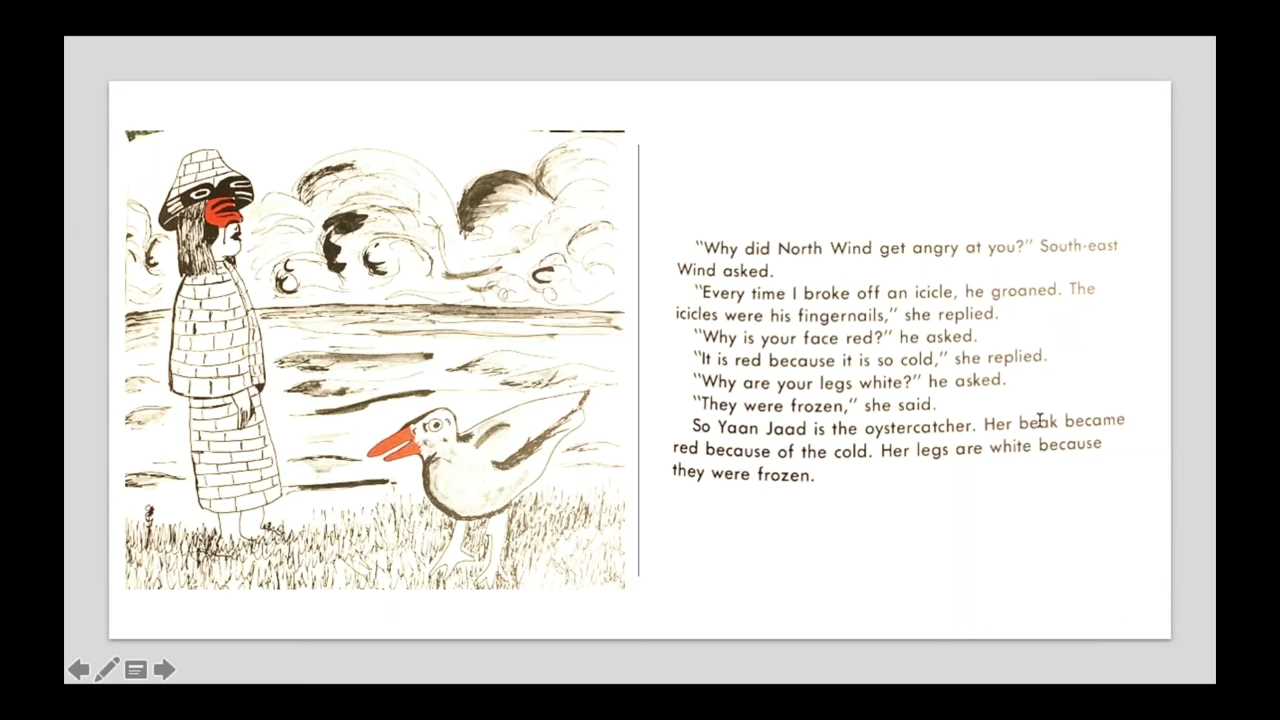 "Why did North Wind get angry at you?" South-east
Wind asked.
"Every time I broke off an icicle, he groaned. The
icicles were his fingernails," she replied.
"Why is your face red?" he asked.
"It is red because it is so cold," she replied.
"Why are your legs white?" he asked.
"They were frozen," she said.
So Yaan Jaad is the oystercatcher. Her beak became
red because of the cold. Her legs are white because
they were frozen.